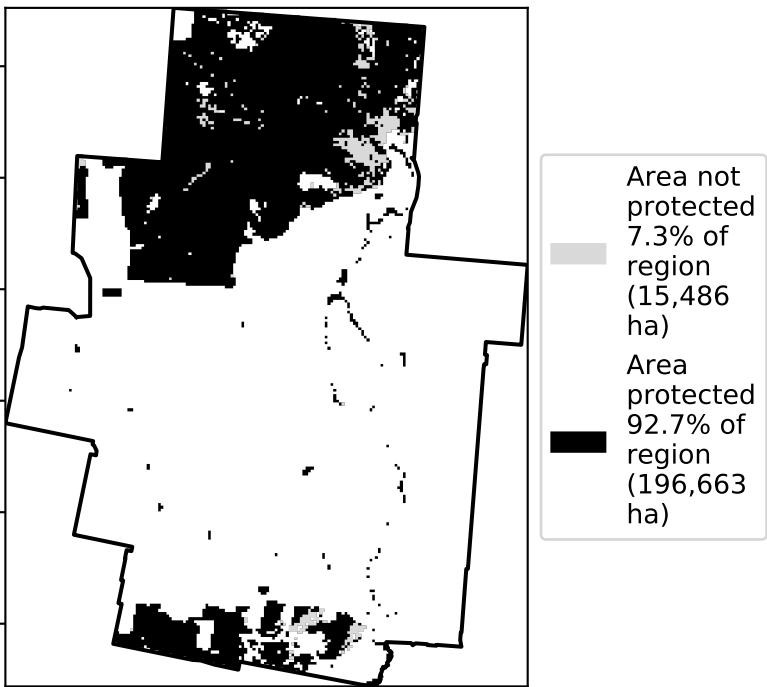 Area not
protected
7.3% of
region
(15,486
ha)
Area
protected
92.7% of
region
(196,663
ha)